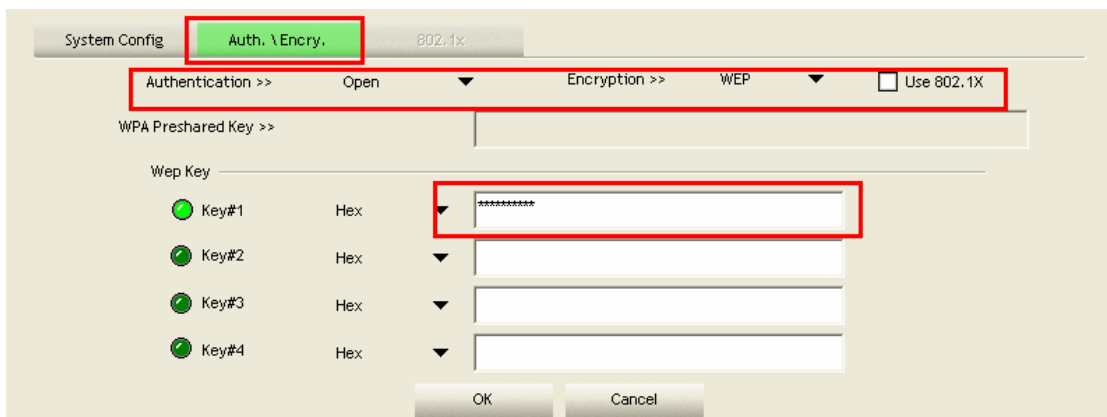 System Config Auth. \ Encry. 802.1x
Authentication >> Open Encryption >> WEP Use 802.1X
WPA Preshared Key >>
Wep Key
Key#1 Hex **********
Key#2 Hex
Key#3 Hex
Key#4 Hex
OK Cancel